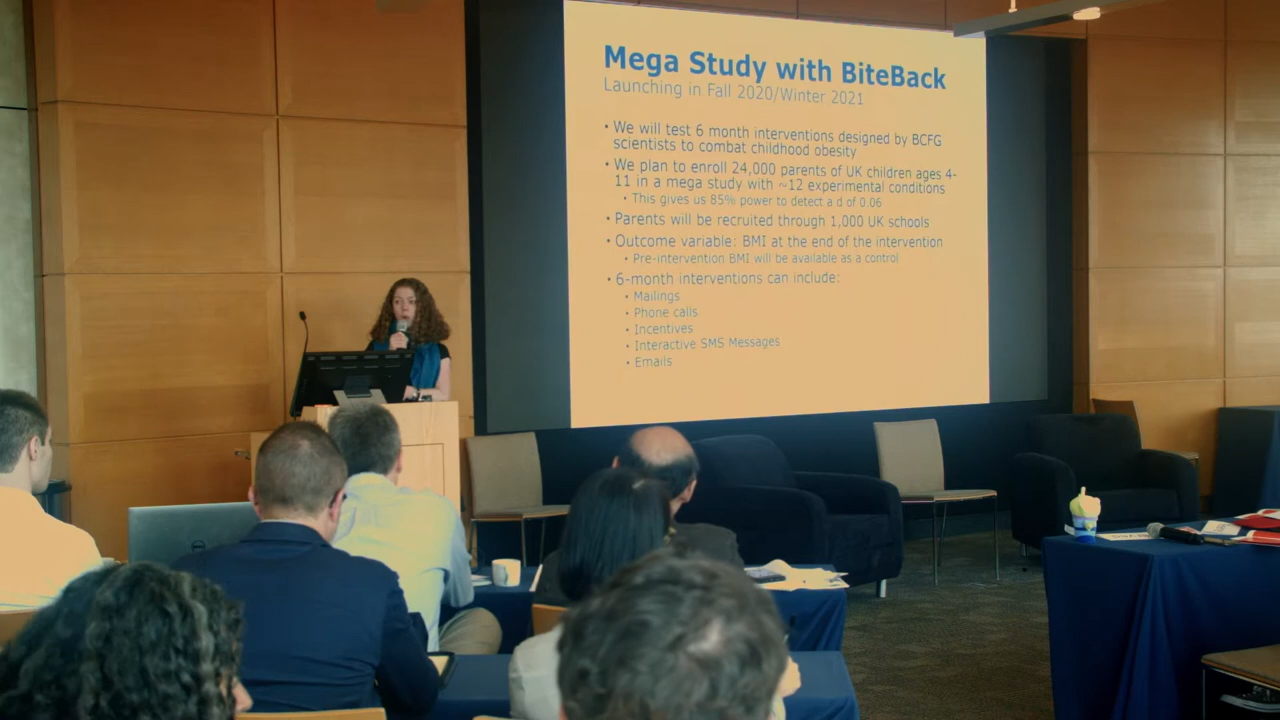 Mega Study with BiteBack
Launching in Fall 2020/Winter 2021
• We will test 6 month interventions designed by BCFG
scientists to combat childhood obesity
• We plan to enroll 24,000 parents of UK children ages 4-
11 in a mega study with ~12 experimental conditions
• This gives us 85% power to detect a d of 0.06
• Parents will be recruited through 1,000 UK schools
• Outcome variable: BMI at the end of the intervention
• Pre-intervention BMI will be available as a control
• 6-month interventions can include:
• Mailings
• Phone calls
• Incentives
• Interactive SMS Messages
• Emails
DELL